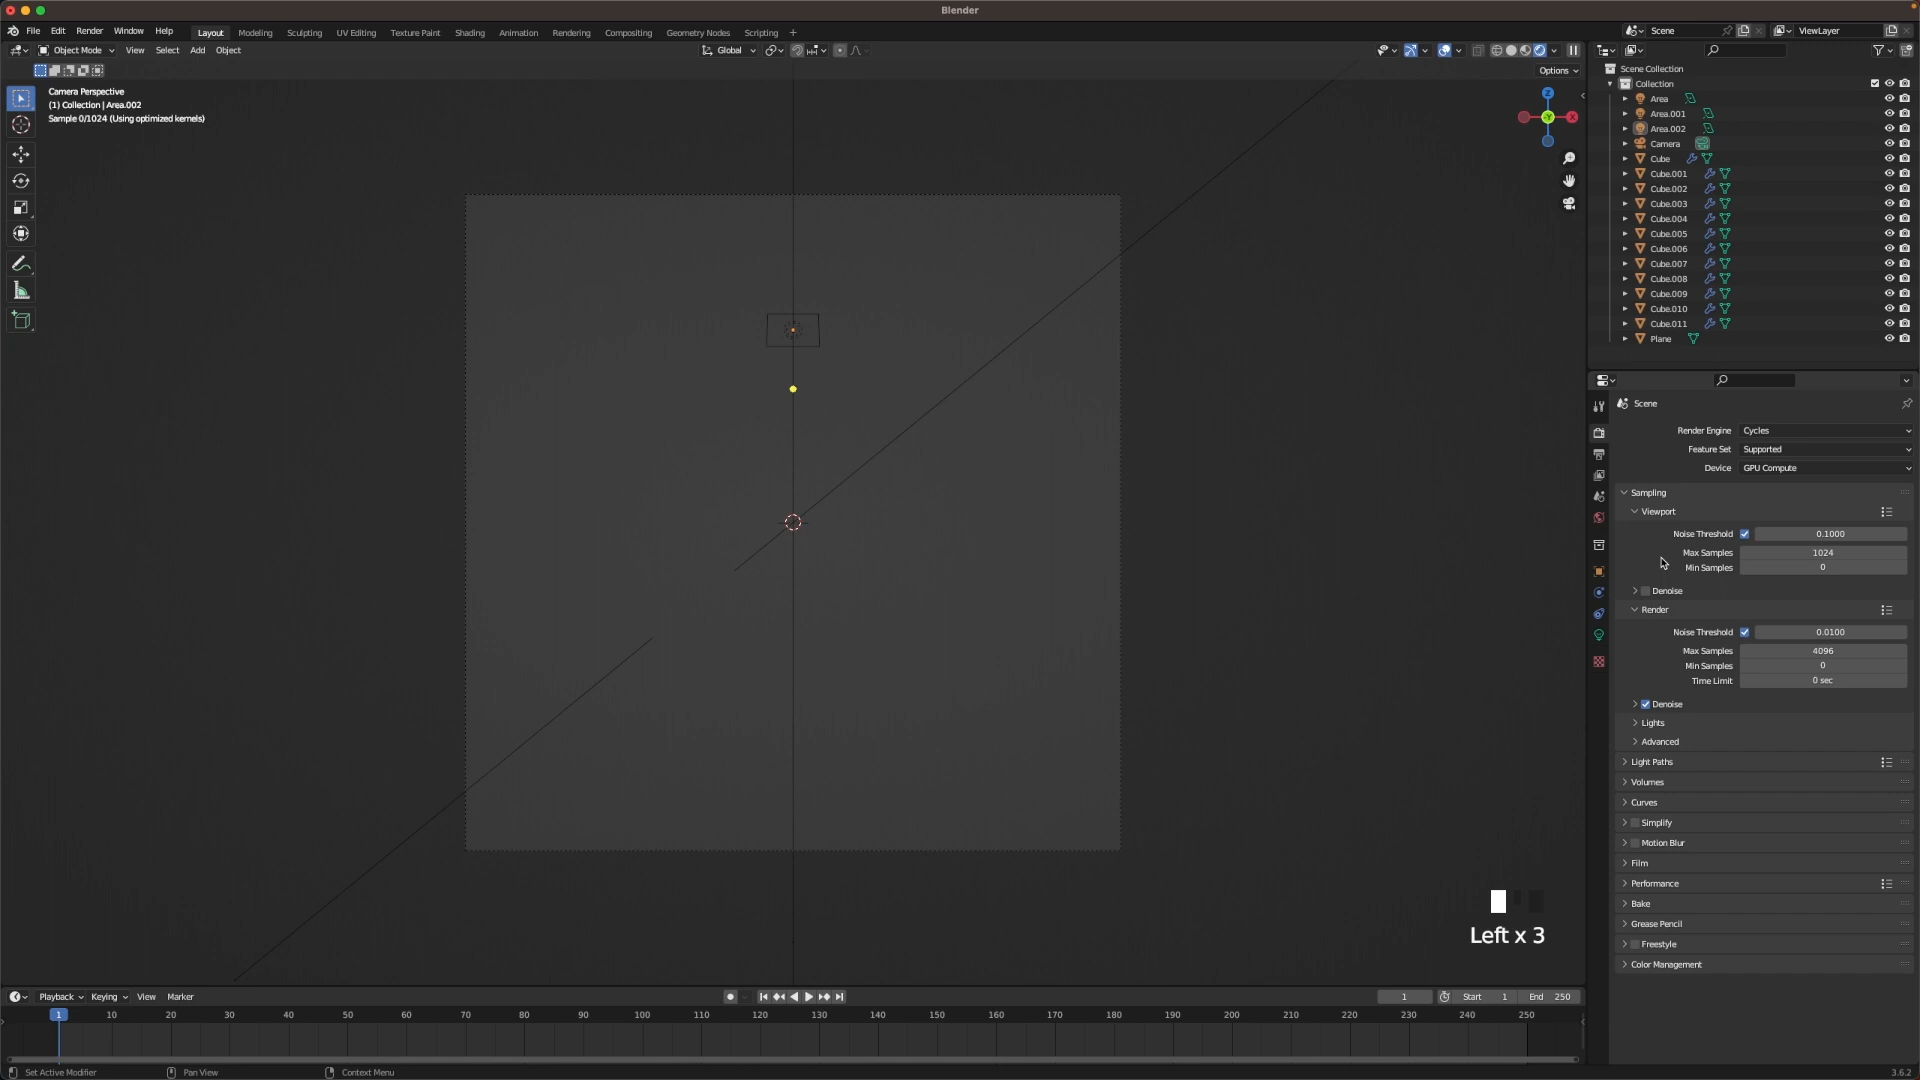 Blender
File Edit Render Window Help Layout Modeling Sculpting UV Editing Texture Paint Shading Animation Rendering Compositing Geometry Nodes Scripting + Scene ViewLayer
Object Mode View Select Add Object Global
Options
Camera Perspective
(1) Collection | Area.002
Sample 0/1024 (Using optimized kernels)
Z
-Y
X
Left x 3
Scene Collection
Collection
Area
Area.001
Area.002
Camera
Cube
Cube.001
Cube.002
Cube.003
Cube.004
Cube.005
Cube.006
Cube.007
Cube.008
Cube.009
Cube.010
Cube.011
Plane
Scene
Render Engine Cycles
Feature Set Supported
Device GPU Compute
Sampling
Viewport
Noise Threshold 0.1000
Max Samples 1024
Min Samples 0
Denoise
Render
Noise Threshold 0.0100
Max Samples 4096
Min Samples 0
Time Limit 0 sec
Denoise
Lights
Advanced
Light Paths
Volumes
Curves
Simplify
Motion Blur
Film
Performance
Bake
Grease Pencil
Freestyle
Color Management
Playback Keying View Marker 1 Start 1 End 250
1 10 20 30 40 50 60 70 80 90 100 110 120 130 140 150 160 170 180 190 200 210 220 230 240 250
Set Active Modifier Pan View Context Menu 3.6.2